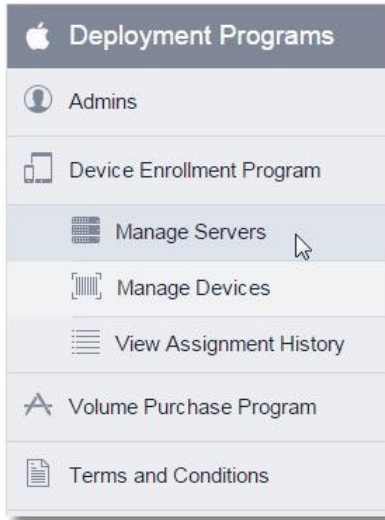 Deployment Programs
Admins
Device Enrollment Program
Manage Servers
Manage Devices
View Assignment History
Volume Purchase Program
Terms and Conditions